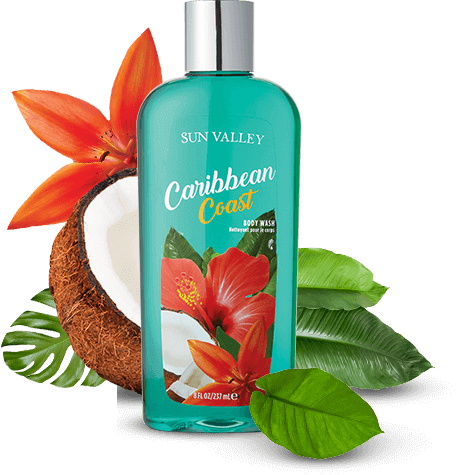 SUN VALLEY
Caribbean
Coast
BODY WASH
Nettoyant pour le corps
8 FL OZ/237 mL e